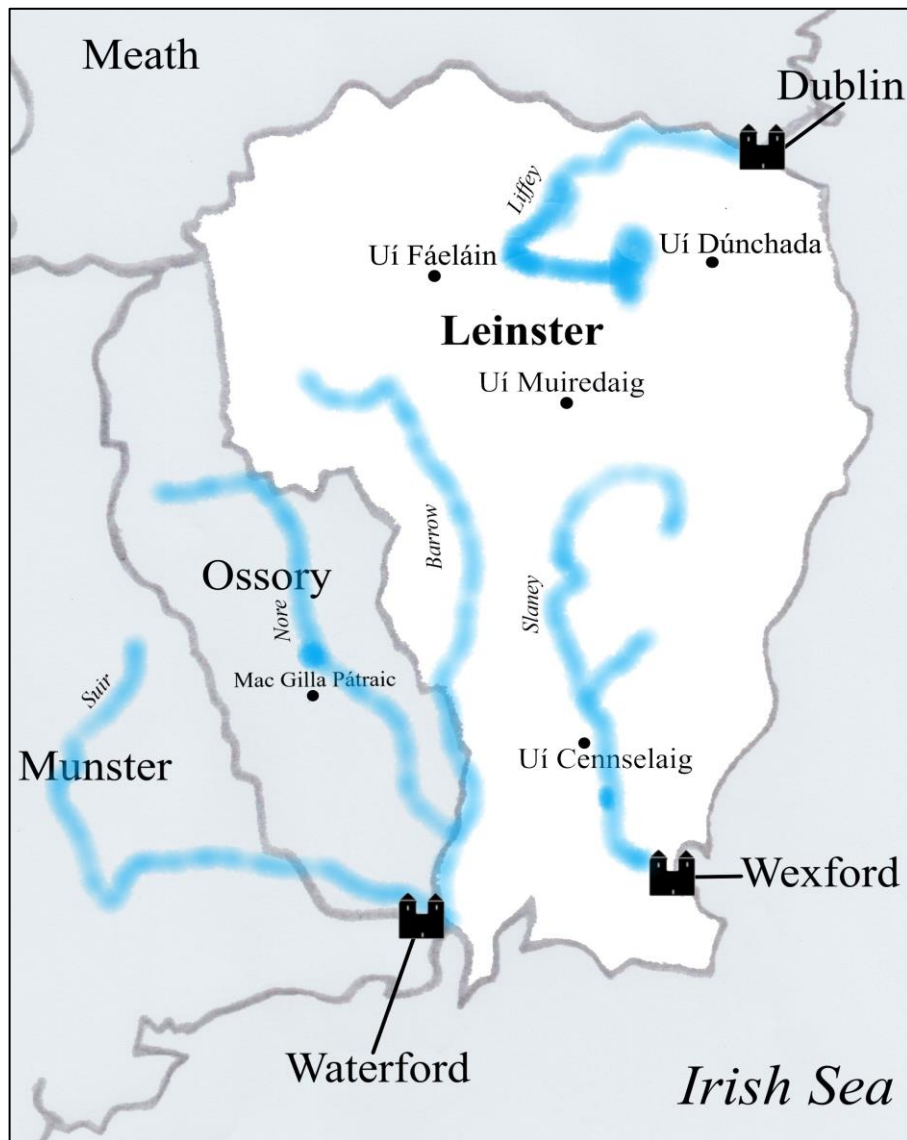 Meath
Dublin
Liffey
Uí Fáeláin
Uí Dúnchada
Leinster
Uí Muiredaig
Barrow
Slaney
Ossory
Nore
Suir
Mac Gilla Pátraic
Munster
Uí Cennselaig
Wexford
Waterford
Irish Sea